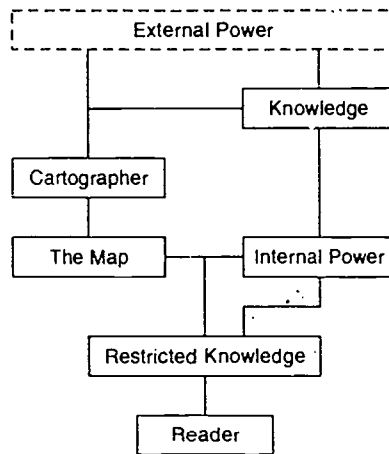 External Power
Knowledge
Cartographer
The Map
Internal Power
Restricted Knowledge
Reader